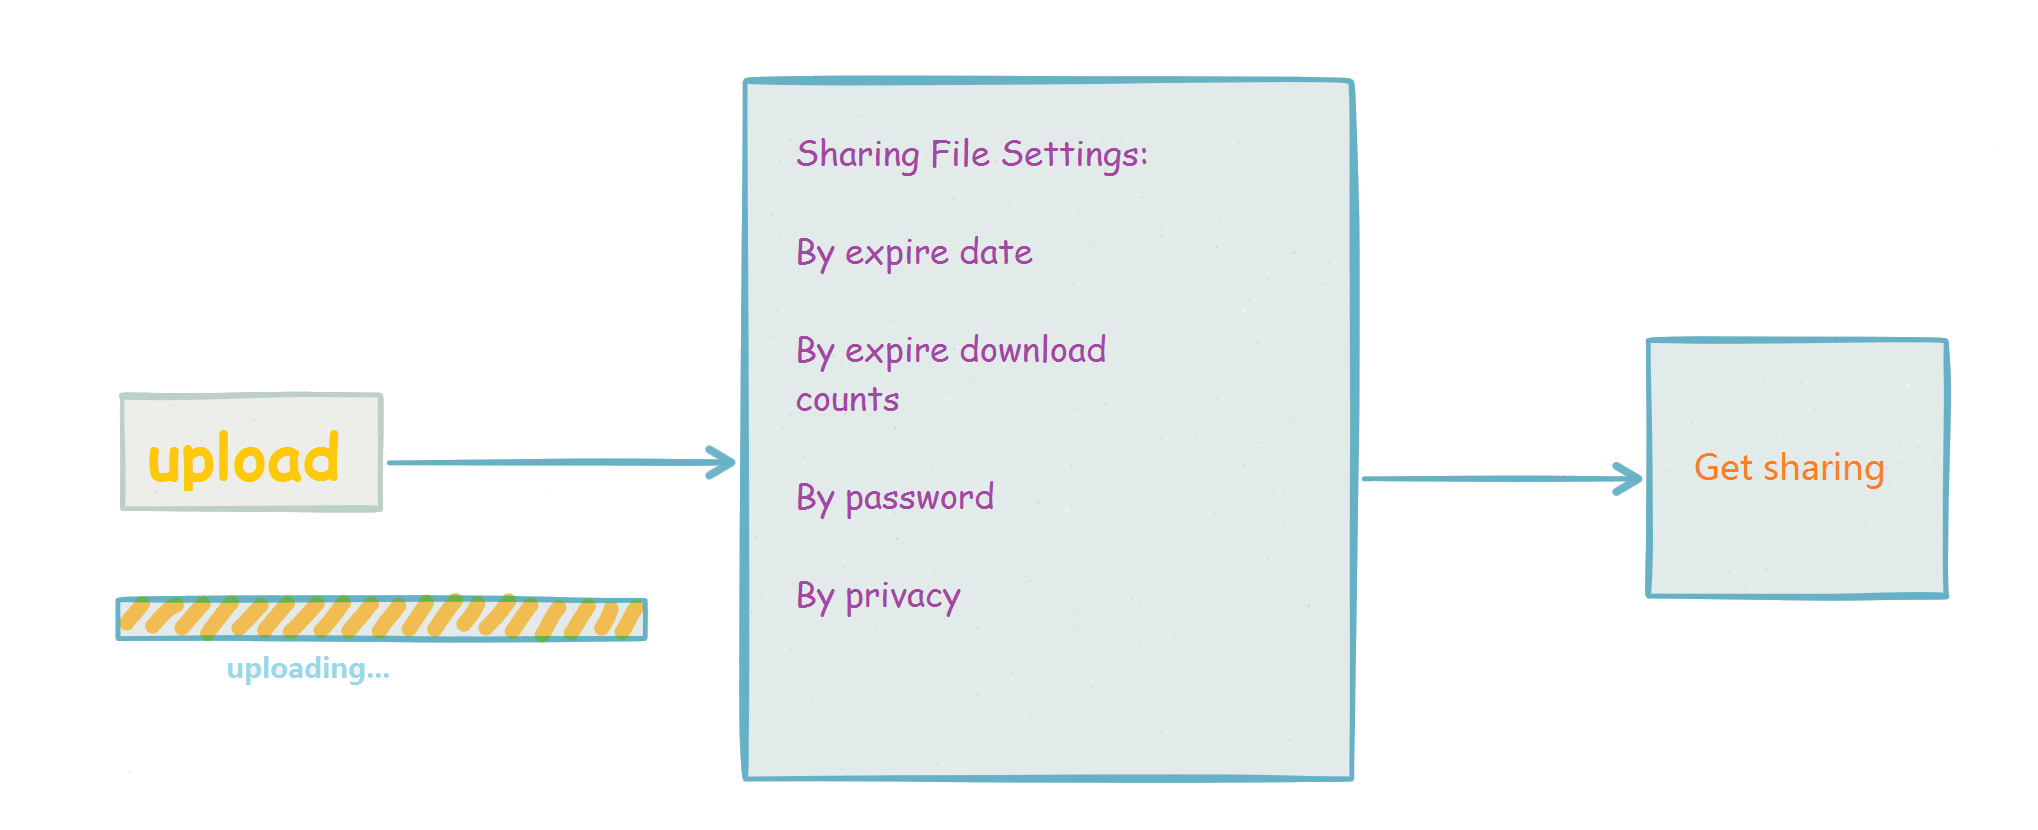 upload
uploading...
Sharing File Settings:
By expire date
By expire download
counts
By password
By privacy
Get sharing